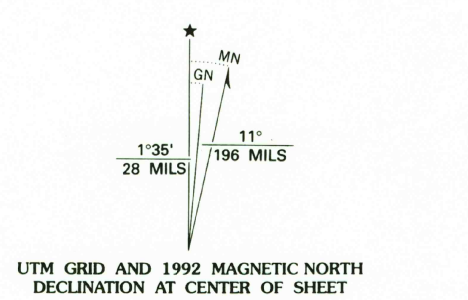 ★
MN
GN
1°35'
28 MILS
11°
196 MILS
UTM GRID AND 1992 MAGNETIC NORTH
DECLINATION AT CENTER OF SHEET